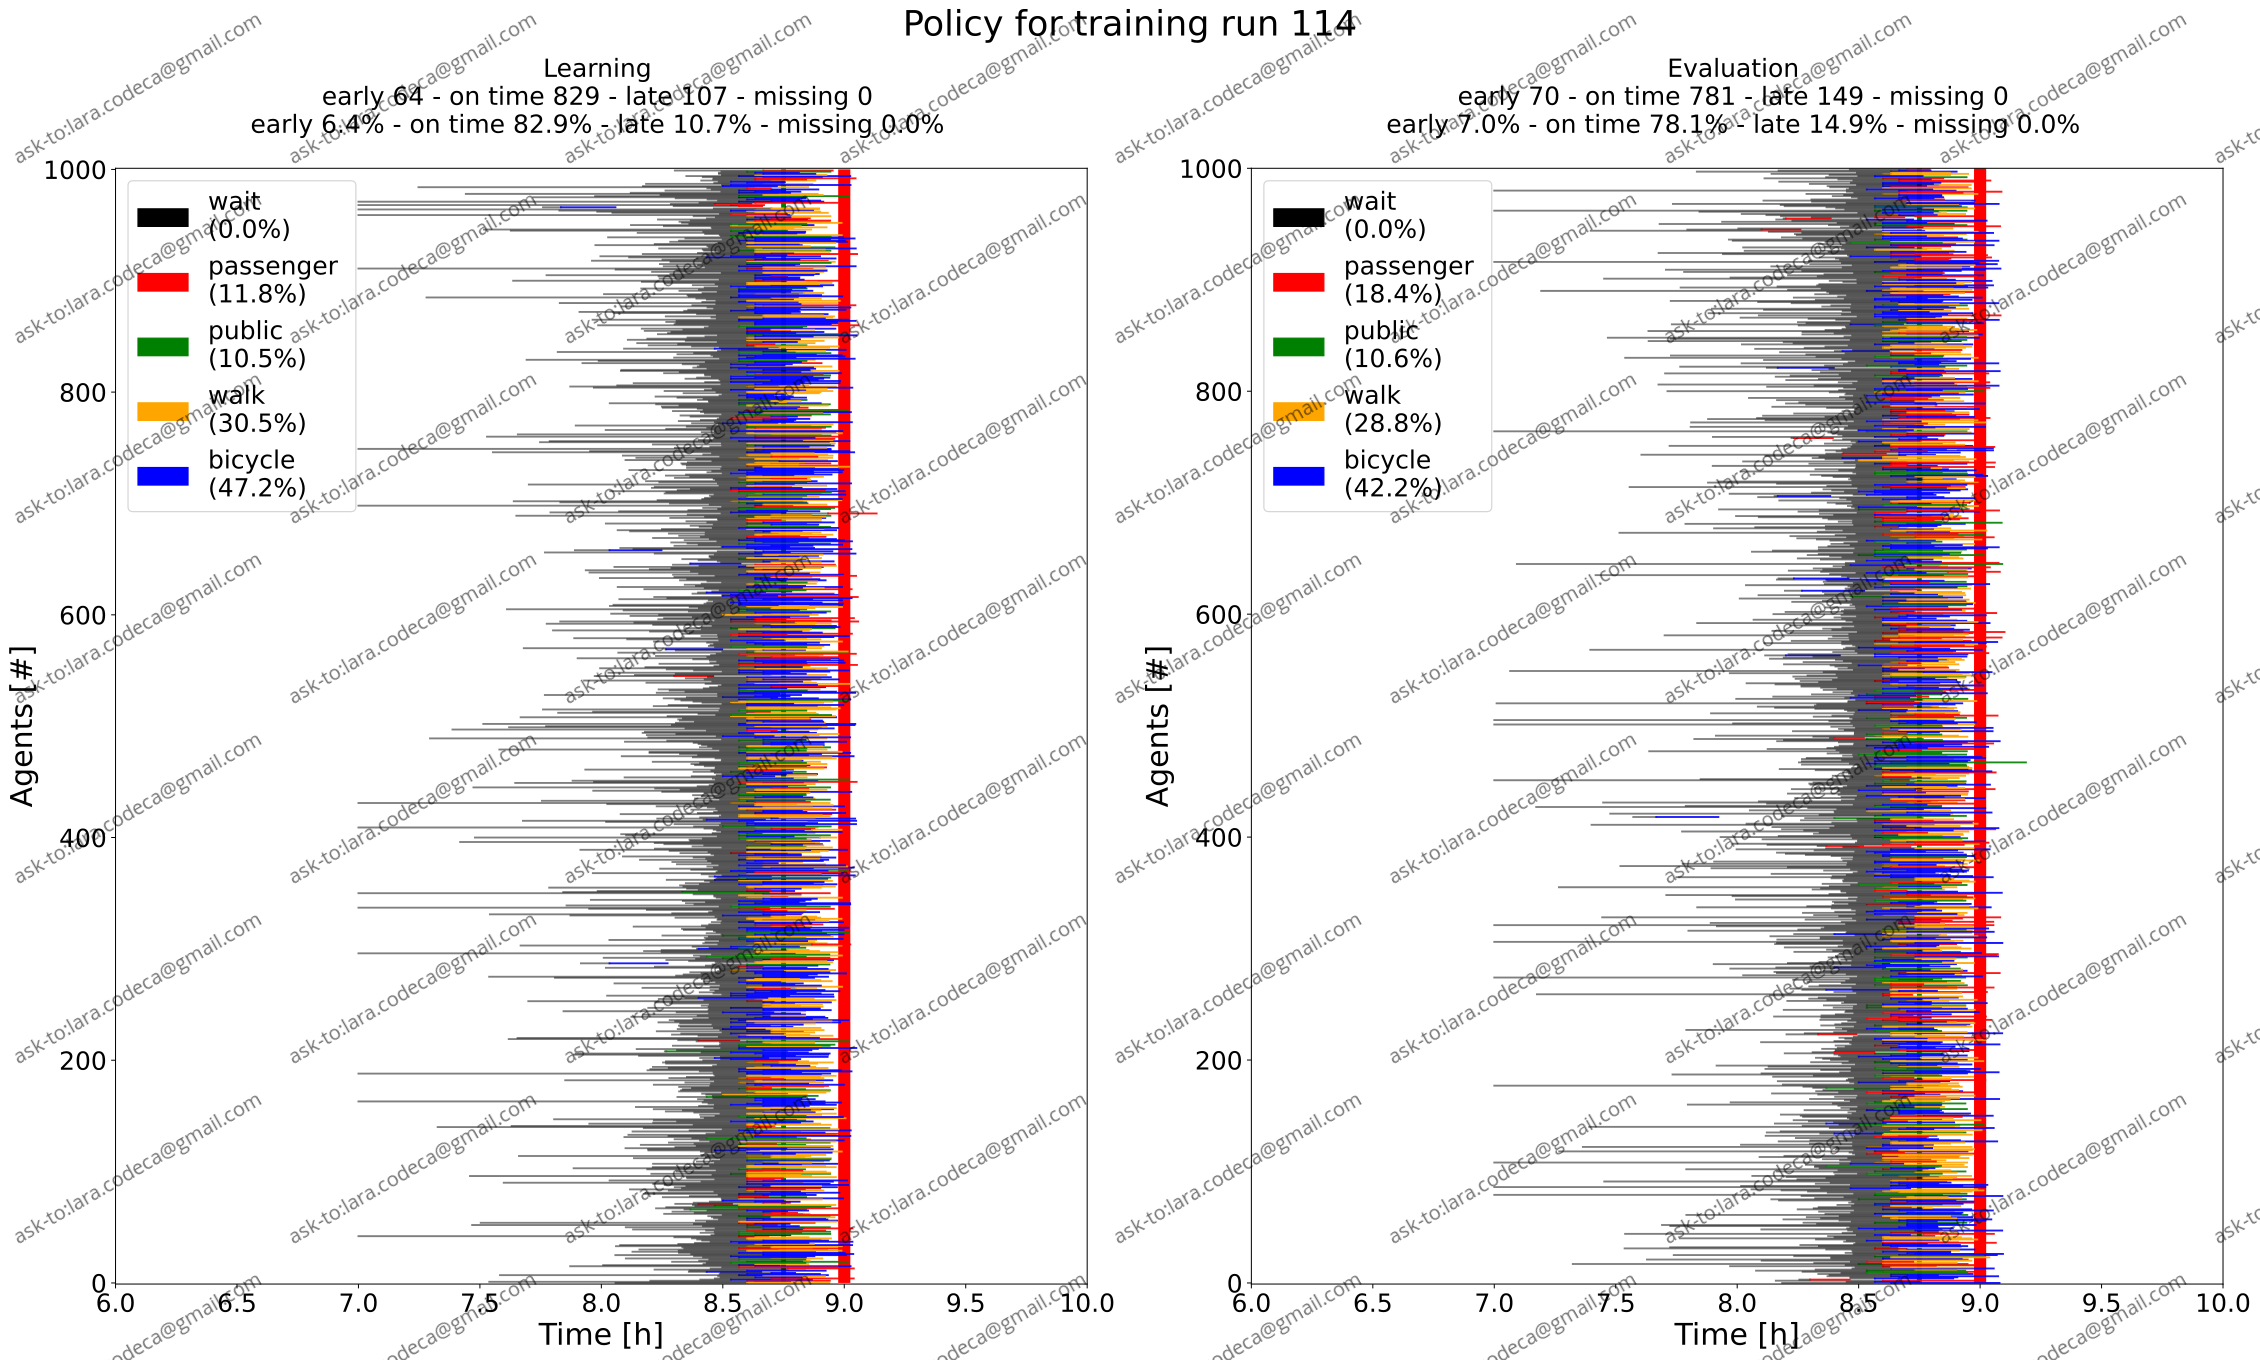 Policy for training run 114
Learning
early 64 - on time 829 - late 107 - missing 0
early 6.4% - on time 82.9% - late 10.7% - missing 0.0%
1000
800
600
400
200
0
Agents [#]
wait
(0.0%)
passenger
(11.8%)
public
(10.5%)
walk
(30.5%)
bicycle
(47.2%)
6.0 6.5 7.0 7.5 8.0 8.5 9.0 9.5 10.0
Time [h]
Evaluation
early 70 - on time 781 - late 149 - missing 0
early 7.0% - on time 78.1% - late 14.9% - missing 0.0%
1000
800
600
400
200
0
Agents [#]
wait
(0.0%)
passenger
(18.4%)
public
(10.6%)
walk
(28.8%)
bicycle
(42.2%)
6.0 6.5 7.0 7.5 8.0 8.5 9.0 9.5 10.0
Time [h]
ask-to:lara.codeca@gmail.com